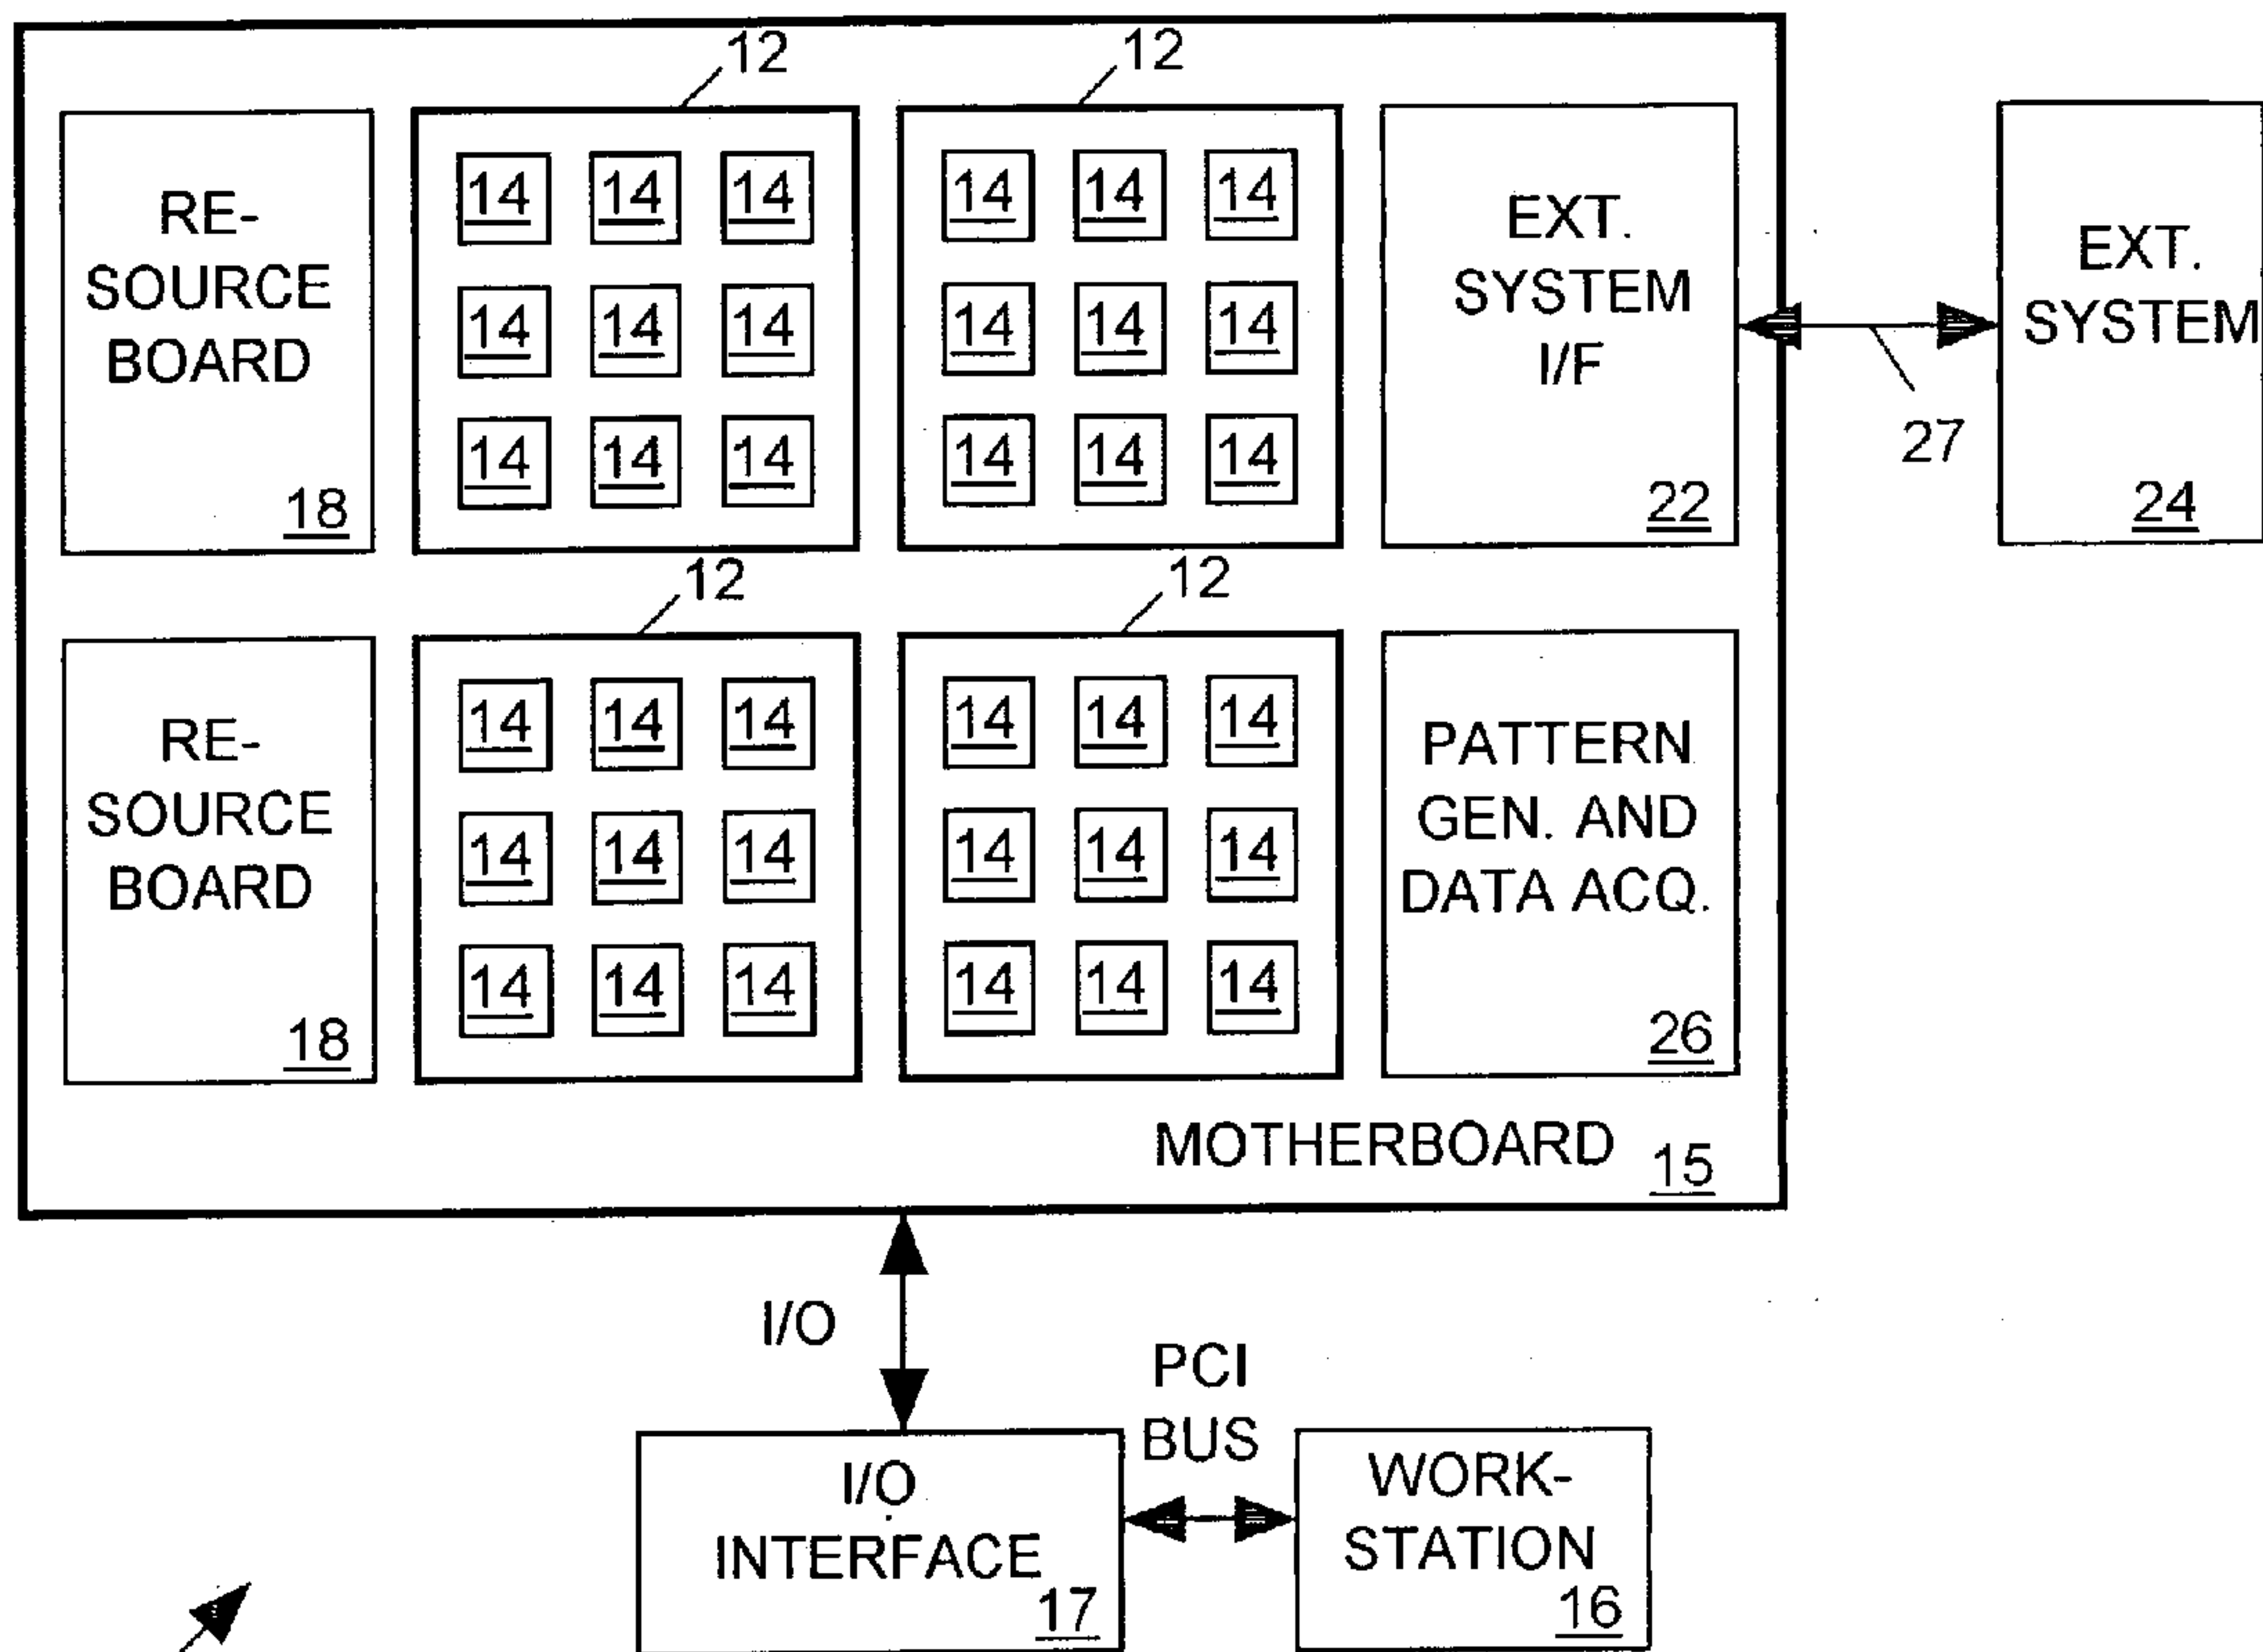 12 12
RE-
SOURCE
BOARD
18
14 14 14
14 14 14
14 14 14
14 14 14
14 14 14
14 14 14
EXT.
SYSTEM
I/F
22
27
EXT.
SYSTEM
24
12 12
RE-
SOURCE
BOARD
18
14 14 14
14 14 14
14 14 14
14 14 14
14 14 14
14 14 14
PATTERN
GEN. AND
DATA ACQ.
26
MOTHERBOARD 15
I/O
PCI
BUS
I/O
INTERFACE
17
WORK-
STATION
16